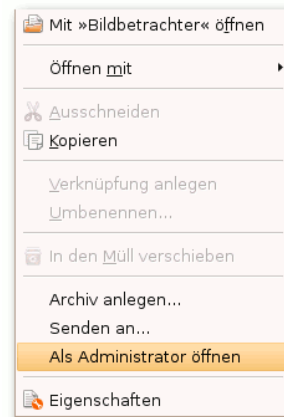 Mit »Bildbetrachter« öffnen
Öffnen mit
Ausschneiden
Kopieren
Verknüpfung anlegen
Umbenennen...
In den Müll verschieben
Archiv anlegen...
Senden an...
Als Administrator öffnen
Eigenschaften